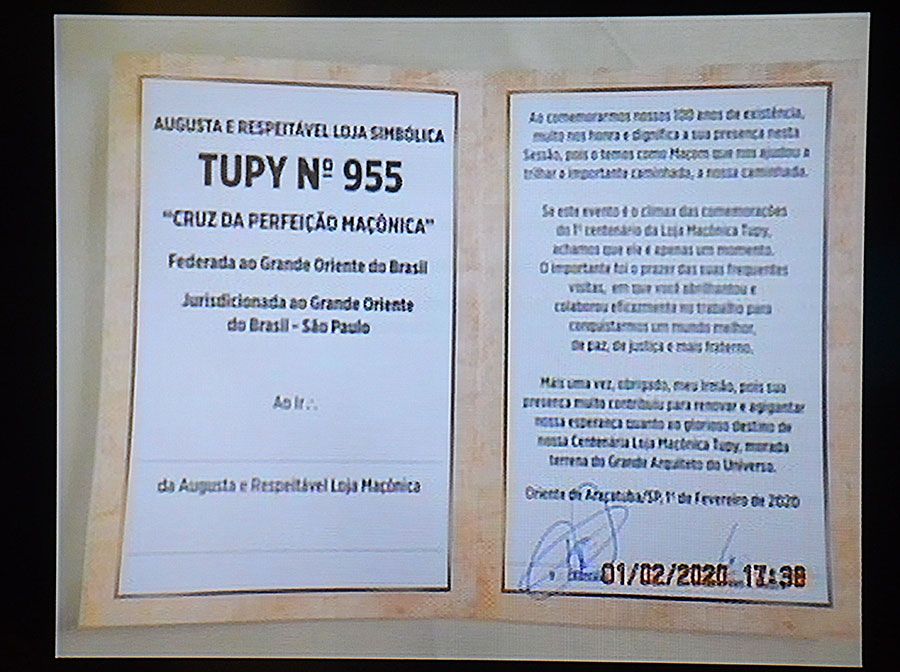 AUGUSTA E RESPEITÁVEL LOJA SIMBÓLICA
TUPY Nº 955
"CRUZ DA PERFEIÇÃO MAÇÔNICA"
Federada ao Grande Oriente do Brasil
Jurisdicionada ao Grande Oriente
do Brasil - São Paulo
Ao Ir∴
da Augusta e Respeitável Loja Maçônica
Ao comemorarmos nossos 100 anos de existência,
muito nos honra e dignifica a sua presença nesta
Sessão, pois o temos como Maçom que nos ajudou a
trilhar o importante caminhada, a nossa caminhada.
Se este evento é o clímax das comemorações
do 1º centenário da Loja Maçônica Tupy,
achamos que ele é apenas um momento.
O importante foi o prazer das suas frequentes
visitas, em que você abrilhantou e
colaborou eficazmente no trabalho para
conquistarmos um mundo melhor,
de paz, de justiça e mais fraterno.
Mais uma vez, obrigado, meu Irmão, pois sua
presença muito contribuiu para renovar e agigantar
nossa esperança quanto ao glorioso destino de
nossa Centenária Loja Maçônica Tupy, morada
terrena do Grande Arquiteto do Universo.
Oriente de Araçatuba/SP, 1º de Fevereiro de 2020
01/02/2020 17:38